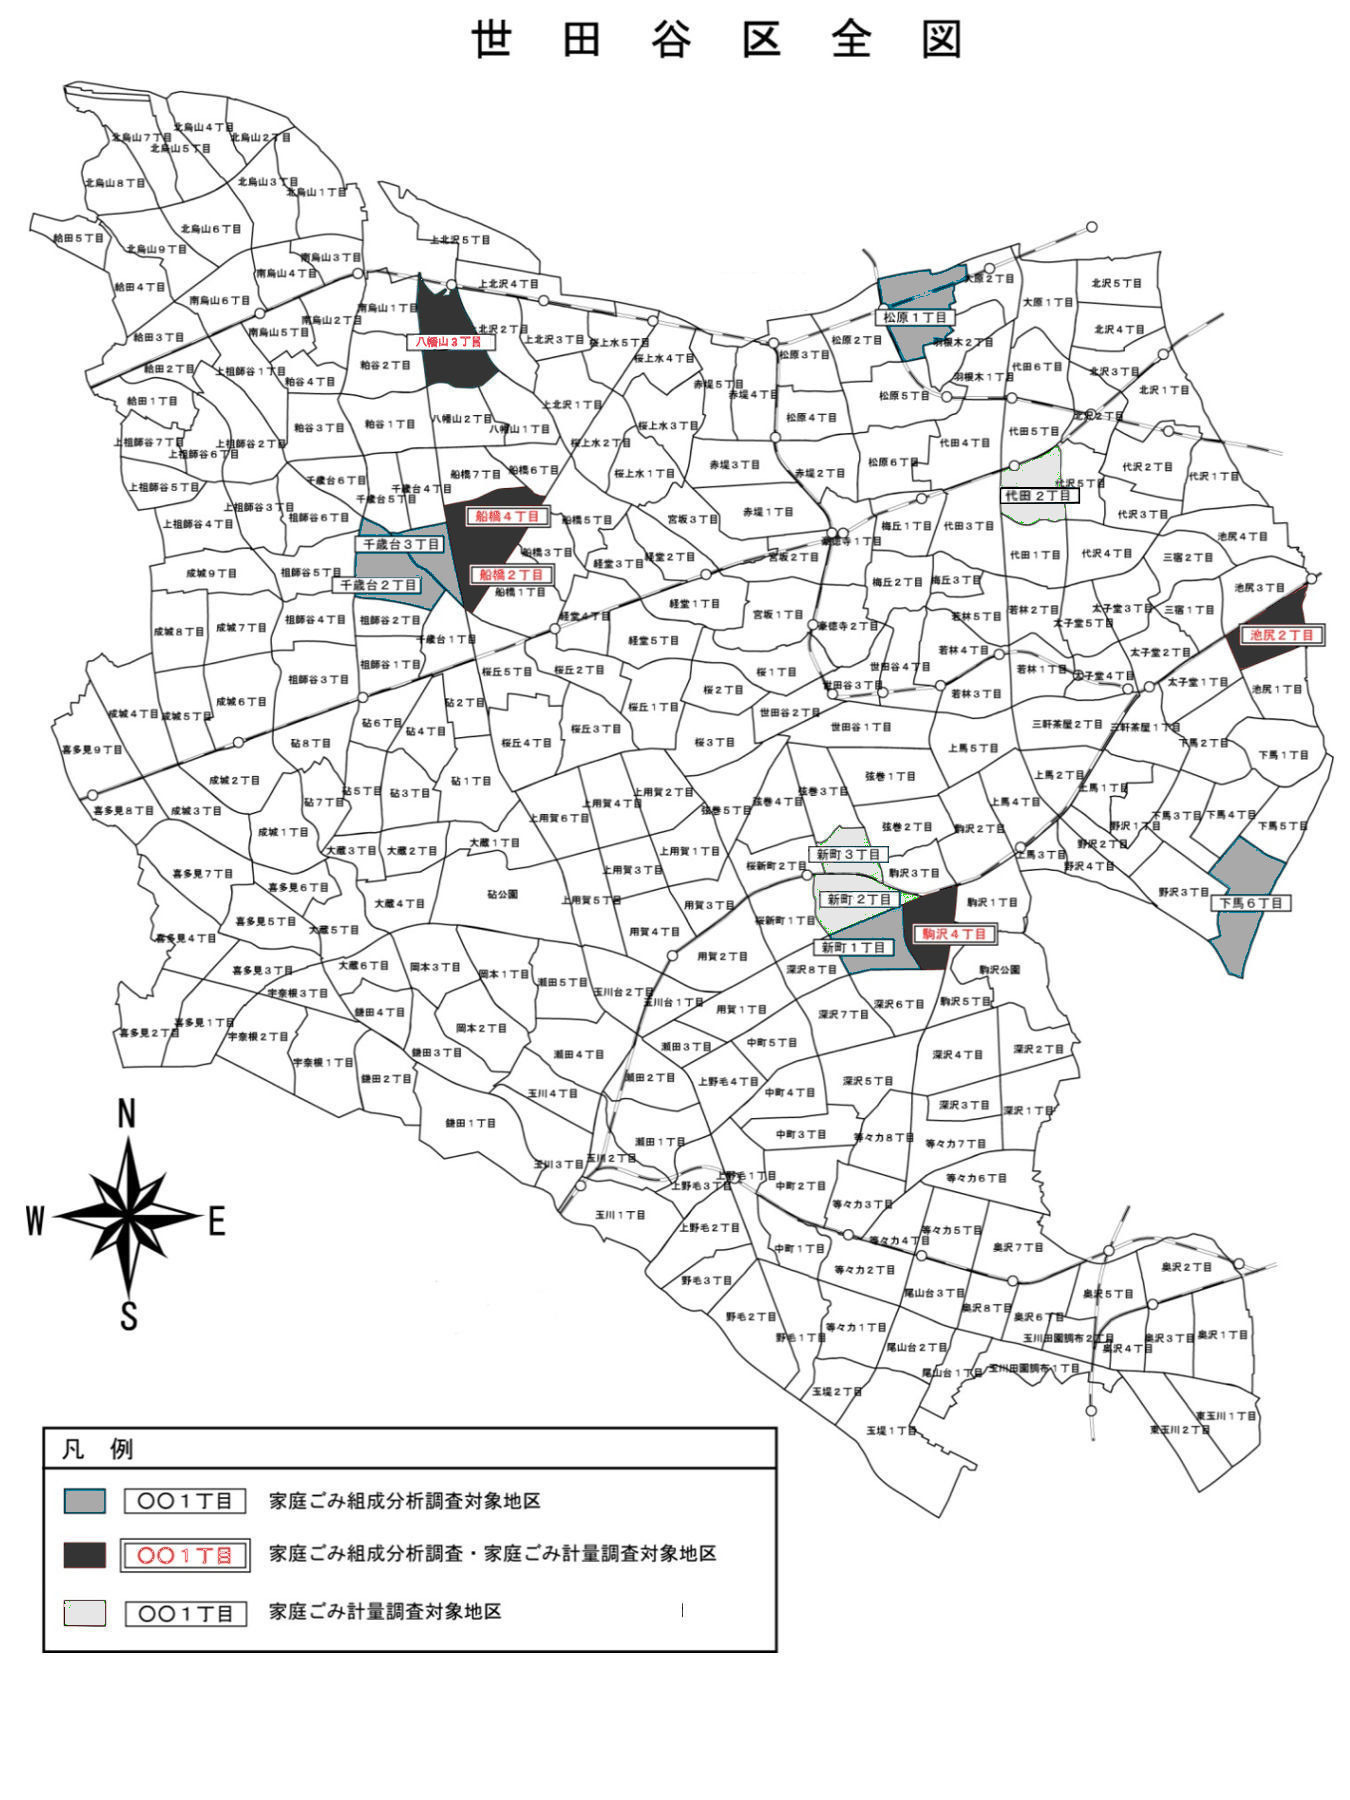 世田谷区全図
北烏山７丁目
北烏山４丁目
北烏山５丁目
北烏山２丁目
北烏山８丁目
北烏山３丁目
北烏山１丁目
給田５丁目
北烏山６丁目
北烏山９丁目
上北沢５丁目
南烏山３丁目
南烏山４丁目
給田４丁目
南烏山６丁目
上北沢４丁目
南烏山１丁目
南烏山２丁目
南烏山５丁目
給田３丁目
八幡山３丁目
上北沢２丁目
上北沢３丁目
桜上水５丁目
桜上水４丁目
松原３丁目
松原２丁目
松原１丁目
大原２丁目
大原１丁目
北沢５丁目
北沢４丁目
羽根木２丁目
羽根木１丁目
代田６丁目
北沢３丁目
北沢１丁目
給田２丁目
上祖師谷１丁目
粕谷４丁目
粕谷２丁目
赤堤５丁目
赤堤４丁目
松原５丁目
給田１丁目
上北沢１丁目
松原４丁目
北沢２丁目
粕谷３丁目
粕谷１丁目
八幡山２丁目
八幡山１丁目
桜上水３丁目
桜上水２丁目
代田５丁目
代田４丁目
上祖師谷７丁目
上祖師谷６丁目
上祖師谷２丁目
船橋７丁目
船橋６丁目
桜上水１丁目
赤堤３丁目
赤堤２丁目
松原６丁目
代沢２丁目
代沢１丁目
代沢５丁目
上祖師谷５丁目
千歳台６丁目
千歳台４丁目
千歳台５丁目
代田２丁目
上祖師谷３丁目
上祖師谷４丁目
祖師谷６丁目
船橋４丁目
船橋５丁目
宮坂３丁目
赤堤１丁目
梅丘１丁目
代田３丁目
代沢３丁目
池尻４丁目
千歳台３丁目
船橋３丁目
経堂３丁目
経堂２丁目
宮坂２丁目
豪徳寺１丁目
代田１丁目
代沢４丁目
三宿２丁目
成城９丁目
祖師谷５丁目
千歳台２丁目
船橋２丁目
船橋１丁目
梅丘２丁目
梅丘３丁目
池尻３丁目
成城８丁目
成城７丁目
祖師谷４丁目
祖師谷２丁目
千歳台１丁目
経堂４丁目
経堂１丁目
経堂５丁目
宮坂１丁目
豪徳寺２丁目
若林５丁目
若林２丁目
太子堂３丁目
太子堂５丁目
三宿１丁目
池尻２丁目
太子堂２丁目
祖師谷１丁目
祖師谷３丁目
桜丘５丁目
桜丘２丁目
桜１丁目
世田谷４丁目
世田谷３丁目
若林４丁目
若林１丁目
若林３丁目
太子堂４丁目
太子堂１丁目
池尻１丁目
成城４丁目
成城５丁目
成城６丁目
砧６丁目
砧４丁目
砧２丁目
桜丘３丁目
桜丘１丁目
桜２丁目
世田谷２丁目
世田谷１丁目
三軒茶屋２丁目
三軒茶屋１丁目
喜多見９丁目
砧８丁目
桜丘４丁目
桜３丁目
上馬５丁目
下馬２丁目
下馬１丁目
成城２丁目
砧７丁目
砧５丁目
砧３丁目
砧１丁目
上用賀２丁目
上用賀４丁目
上用賀６丁目
弦巻５丁目
弦巻４丁目
弦巻３丁目
弦巻１丁目
弦巻２丁目
上馬２丁目
上馬１丁目
上馬４丁目
喜多見８丁目
成城３丁目
成城１丁目
駒沢２丁目
野沢１丁目
下馬３丁目
下馬４丁目
下馬５丁目
大蔵３丁目
大蔵２丁目
大蔵１丁目
上用賀１丁目
上用賀３丁目
桜新町２丁目
新町３丁目
駒沢３丁目
上馬３丁目
野沢２丁目
野沢４丁目
野沢３丁目
喜多見７丁目
喜多見６丁目
大蔵４丁目
砧公園
上用賀５丁目
用賀３丁目
桜新町１丁目
新町２丁目
駒沢１丁目
下馬６丁目
喜多見５丁目
大蔵５丁目
喜多見４丁目
用賀４丁目
用賀２丁目
新町１丁目
駒沢４丁目
喜多見３丁目
大蔵６丁目
岡本３丁目
岡本１丁目
瀬田５丁目
玉川台２丁目
玉川台１丁目
深沢８丁目
駒沢公園
宇奈根３丁目
鎌田４丁目
岡本２丁目
用賀１丁目
深沢７丁目
深沢６丁目
駒沢５丁目
喜多見２丁目
喜多見１丁目
宇奈根２丁目
宇奈根１丁目
鎌田３丁目
鎌田２丁目
瀬田４丁目
瀬田３丁目
中町５丁目
深沢４丁目
深沢２丁目
瀬田２丁目
上野毛４丁目
中町４丁目
深沢５丁目
玉川４丁目
深沢３丁目
深沢１丁目
鎌田１丁目
瀬田１丁目
中町３丁目
等々力８丁目
等々力７丁目
玉川３丁目
玉川２丁目
上野毛３丁目
上野毛１丁目
中町２丁目
等々力６丁目
等々力３丁目
玉川１丁目
上野毛２丁目
中町１丁目
等々力５丁目
等々力４丁目
奥沢７丁目
野毛３丁目
等々力２丁目
尾山台３丁目
奥沢８丁目
奥沢６丁目
奥沢５丁目
奥沢２丁目
野毛２丁目
野毛１丁目
等々力１丁目
尾山台２丁目
玉川田園調布２丁目
奥沢４丁目
奥沢３丁目
奥沢１丁目
玉堤２丁目
尾山台１丁目
玉川田園調布１丁目
玉堤１丁目
東玉川２丁目
東玉川１丁目
N
W
E
S
凡　例
〇〇１丁目　家庭ごみ組成分析調査対象地区
〇〇１丁目　家庭ごみ組成分析調査・家庭ごみ計量調査対象地区
〇〇１丁目　家庭ごみ計量調査対象地区